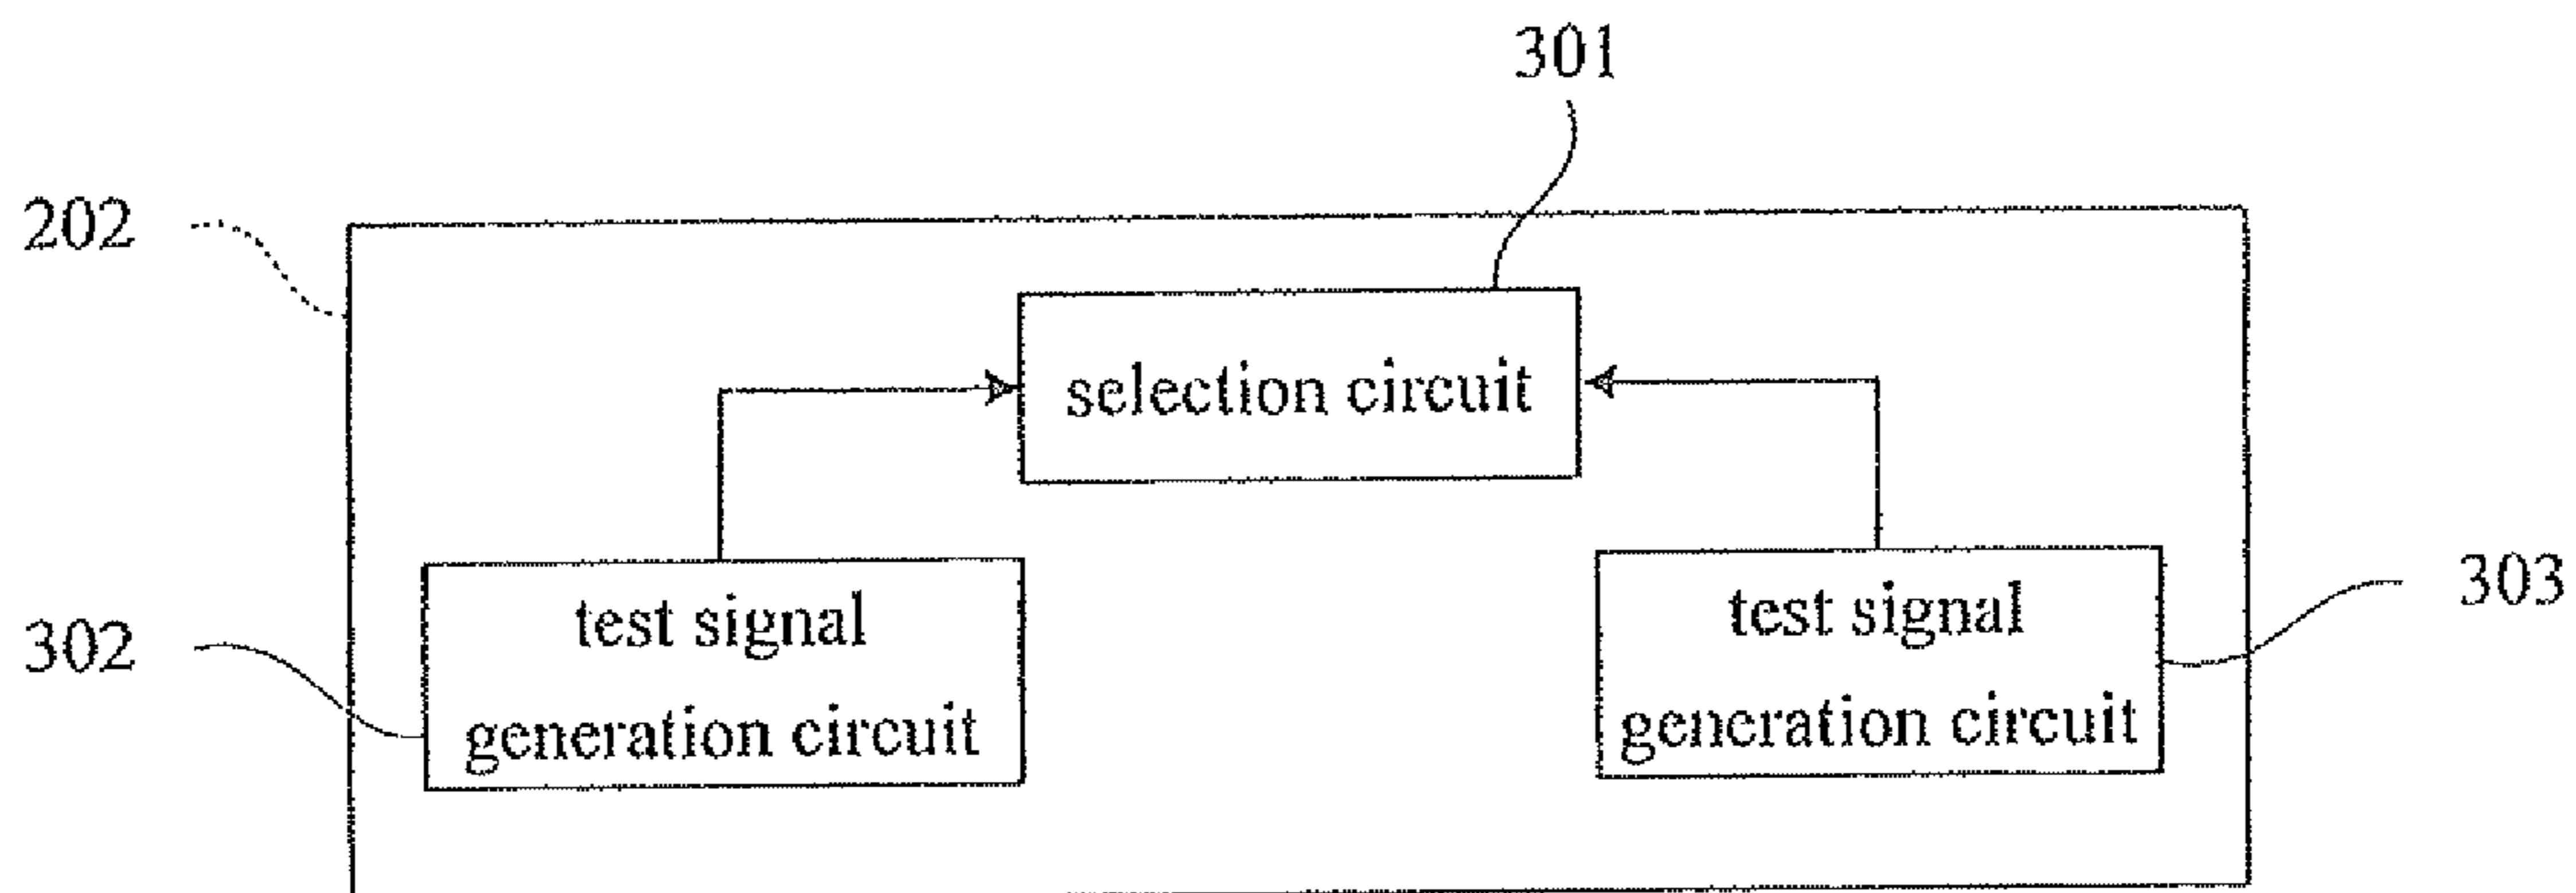 301
202
selection circuit
302
test signal
generation circuit
test signal
generation circuit
303